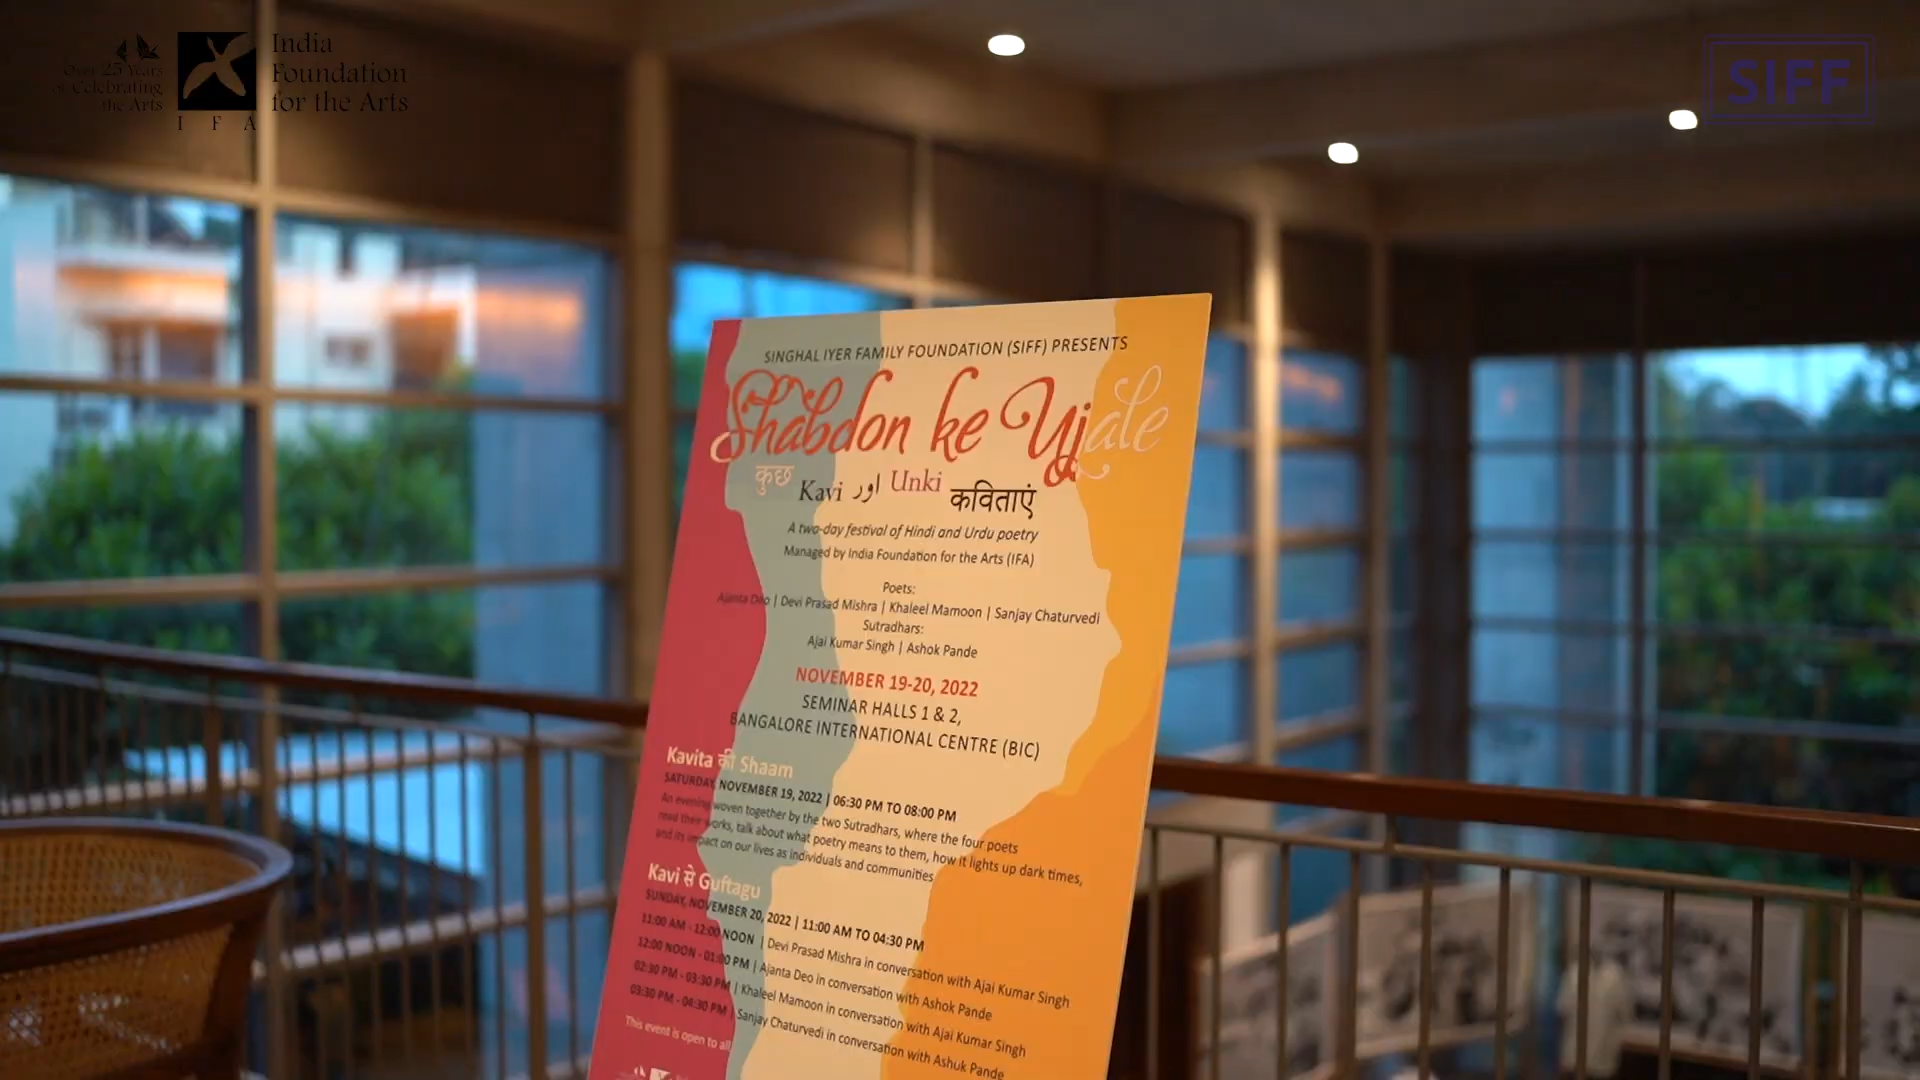 Over 25 Years
of Celebrating
the Arts
India
Foundation
for the Arts
I F A
SIFF
SINGHAL IYER FAMILY FOUNDATION (SIFF) PRESENTS
Shabdon ke Ujale
कुछ Kavi اور Unki कविताएं
A two-day festival of Hindi and Urdu poetry
Managed by India Foundation for the Arts (IFA)
Poets:
Ajanta Deo | Devi Prasad Mishra | Khaleel Mamoon | Sanjay Chaturvedi
Sutradhars:
Ajai Kumar Singh | Ashok Pande
NOVEMBER 19-20, 2022
SEMINAR HALLS 1 & 2,
BANGALORE INTERNATIONAL CENTRE (BIC)
Kavita की Shaam
SATURDAY, NOVEMBER 19, 2022 | 06:30 PM TO 08:00 PM
An evening woven together by the two Sutradhars, where the four poets
read their works, talk about what poetry means to them, how it lights up dark times,
and its impact on our lives as individuals and communities
Kavi से Guftagu
SUNDAY, NOVEMBER 20, 2022 | 11:00 AM TO 04:30 PM
11:00 AM - 12:00 NOON | Devi Prasad Mishra in conversation with Ajai Kumar Singh
12:00 NOON - 01:00 PM | Ajanta Deo in conversation with Ashok Pande
02:30 PM - 03:30 PM | Khaleel Mamoon in conversation with Ajai Kumar Singh
03:30 PM - 04:30 PM | Sanjay Chaturvedi in conversation with Ashuk Pande
This event is open to all